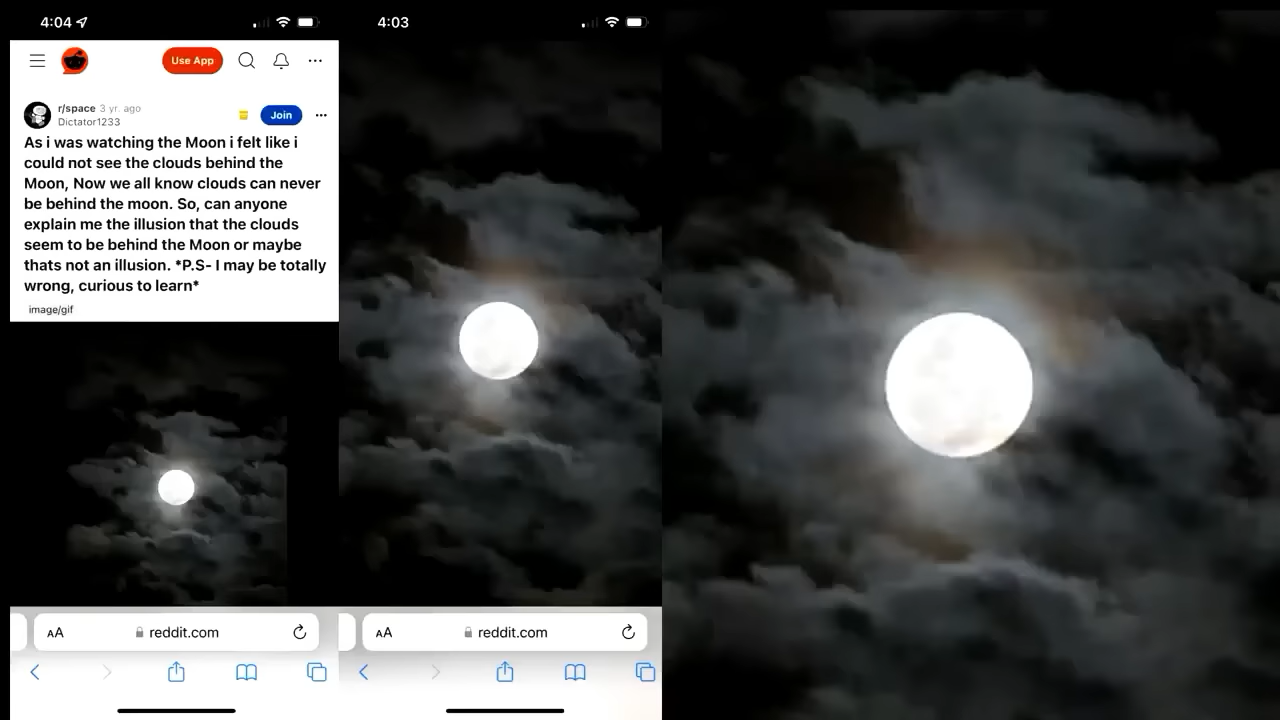 4:04
Use App
r/space 3 yr. ago
Dictator1233
Join
As i was watching the Moon i felt like i
could not see the clouds behind the
Moon, Now we all know clouds can never
be behind the moon. So, can anyone
explain me the illusion that the clouds
seem to be behind the Moon or maybe
thats not an illusion. *P.S- I may be totally
wrong, curious to learn*
image/gif
AA
reddit.com
4:03
AA
reddit.com